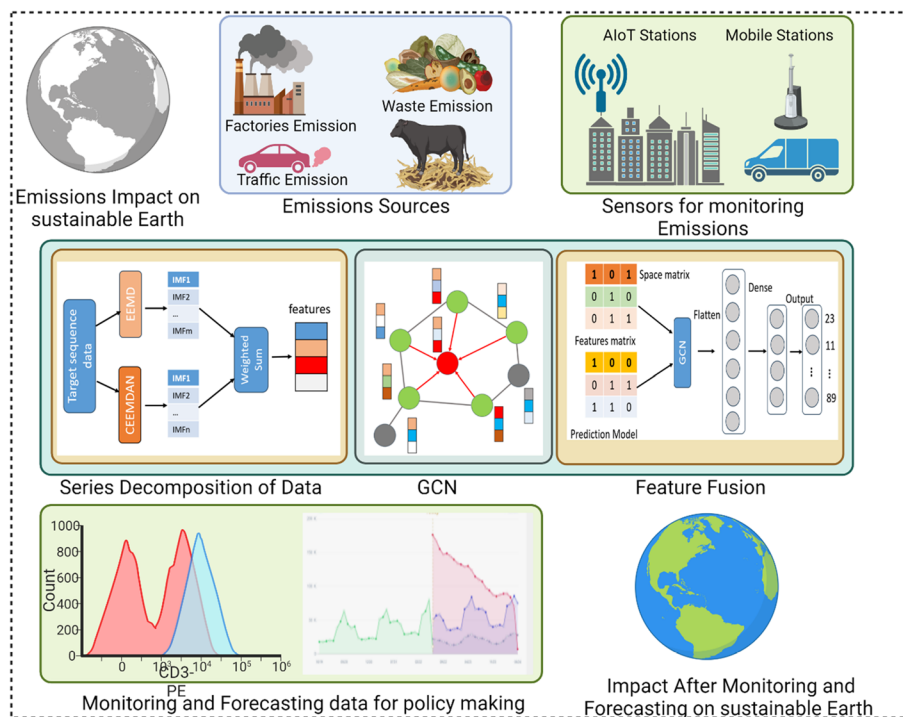 AIoT Stations
Mobile Stations
Factories Emission
Waste Emission
Traffic Emission
Emissions Impact on
sustainable Earth
Emissions Sources
Sensors for monitoring
Emissions
Target sequence
data
EEMD
CEEMDAN
IMF1
IMF2
...
IMFm
IMF1
IMF2
...
IMFn
Weighted
Sum
features
1 0 1
0 1 0
0 1 1
Space matrix
Features matrix
1 0 0
0 1 1
1 1 0
Prediction Model
GCN
Flatten
Dense
Output
23
11
⋮
89
Series Decomposition of Data
GCN
Feature Fusion
Count
1000
800
600
400
200
0
0 10³ 10⁴ 10⁵ 10⁶
CD3-
PE
Monitoring and Forecasting data for policy making
Impact After Monitoring and
Forecasting on sustainable Earth